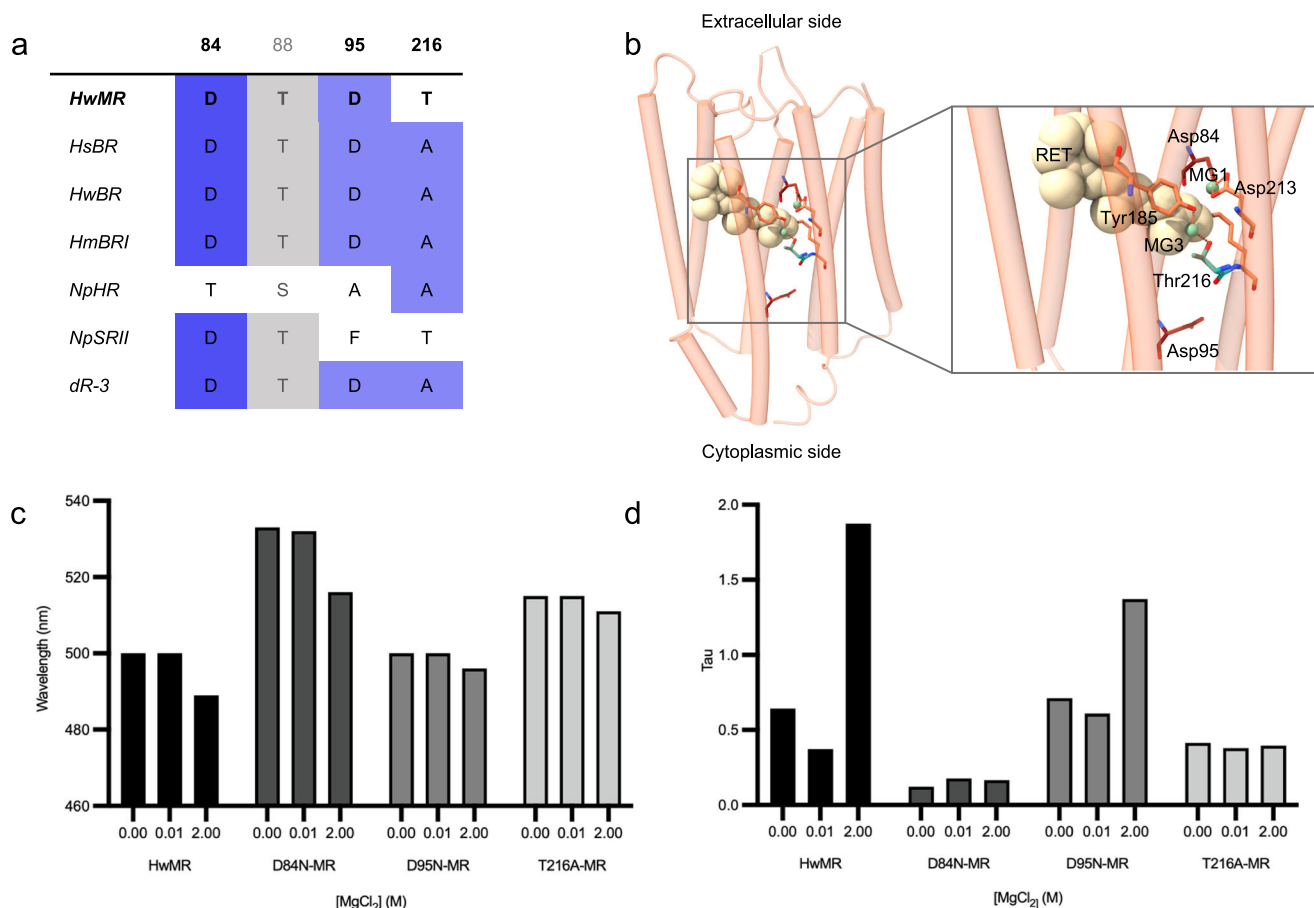 a
84 88 95 216
HwMR D T D T
HsBR D T D A
HwBR D T D A
HmBRI D T D A
NpHR T S A A
NpSRII D T F T
dR-3 D T D A
b
Extracellular side
RET
Asp84
MG1
Asp213
Tyr185
MG3
Thr216
Asp95
Cytoplasmic side
c
Wavelength (nm)
540
520
500
480
460
0.00 0.01 2.00 0.00 0.01 2.00 0.00 0.01 2.00 0.00 0.01 2.00
HwMR D84N-MR D95N-MR T216A-MR
[MgCl2] (M)
d
Tau
2.0
1.5
1.0
0.5
0.0
0.00 0.01 2.00 0.00 0.01 2.00 0.00 0.01 2.00 0.00 0.01 2.00
HwMR D84N-MR D95N-MR T216A-MR
[MgCl2] (M)